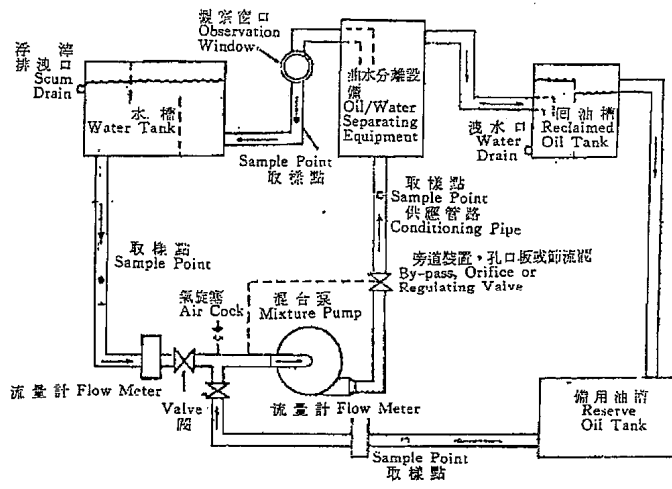 觀察窗口
Observation
Window
浮渣
排洩口
Scum
Drain
水槽
Water Tank
油水分離設
備
Oil/Water
Separating
Equipment
回油槽
Reclaimed
Oil Tank
洩水口
Water
Drain
Sample Point
取樣點
取樣點
Sample Point
供應管路
Conditioning Pipe
取樣點
Sample Point
旁道裝置,孔口板或節流閥
By-pass, Orifice or
Regulating Valve
氣旋塞
Air Cock
混合泵
Mixture Pump
流量計 Flow Meter
Valve
閥
流量計 Flow Meter
備用油槽
Reserve
Oil Tank
Sample Point
取樣點